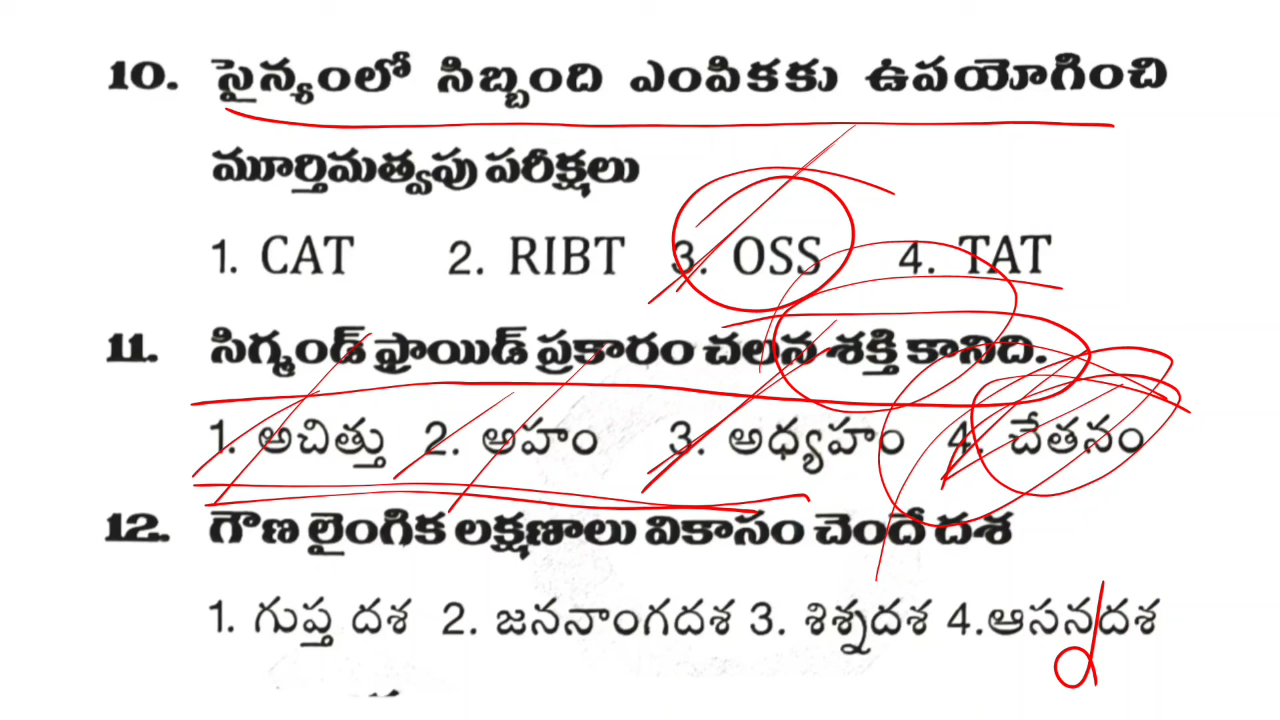 10. సైన్యంలో సిబ్బంది ఎంపికకు ఉపయోగించి
మూర్తిమత్వపు పరీక్షలు
1. CAT 2. RIBT 3. OSS 4. TAT
11. సిగ్మండ్ ఫ్రాయిడ్ ప్రకారం చలన శక్తి కానిది.
1. అచిత్తు 2. అహం 3. అధ్యహం 4. చేతనం
12. గౌణ లైంగిక లక్షణాలు వికాసం చెందే దశ
1. గుప్త దశ 2. జననాంగదశ 3. శిశ్నదశ 4.ఆసనదశ